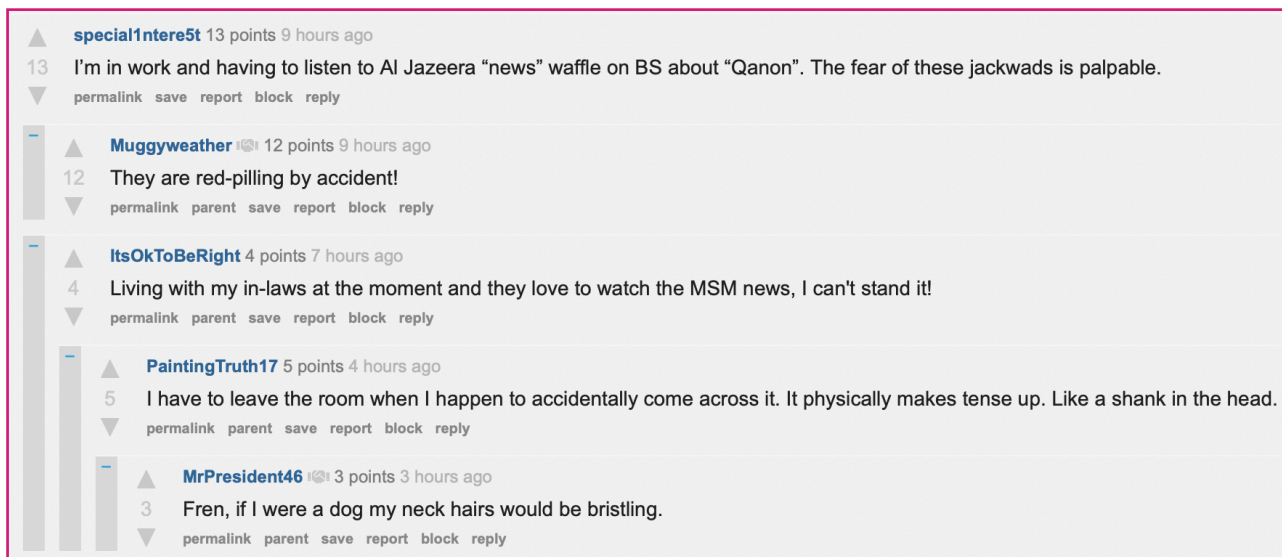 special1ntere5t 13 points 9 hours ago
13
I’m in work and having to listen to Al Jazeera “news” waffle on BS about “Qanon”. The fear of these jackwads is palpable.
permalink save report block reply
Muggyweather 12 points 9 hours ago
12
They are red-pilling by accident!
permalink parent save report block reply
ItsOkToBeRight 4 points 7 hours ago
4
Living with my in-laws at the moment and they love to watch the MSM news, I can't stand it!
permalink parent save report block reply
PaintingTruth17 5 points 4 hours ago
5
I have to leave the room when I happen to accidentally come across it. It physically makes tense up. Like a shank in the head.
permalink parent save report block reply
MrPresident46 3 points 3 hours ago
3
Fren, if I were a dog my neck hairs would be bristling.
permalink parent save report block reply